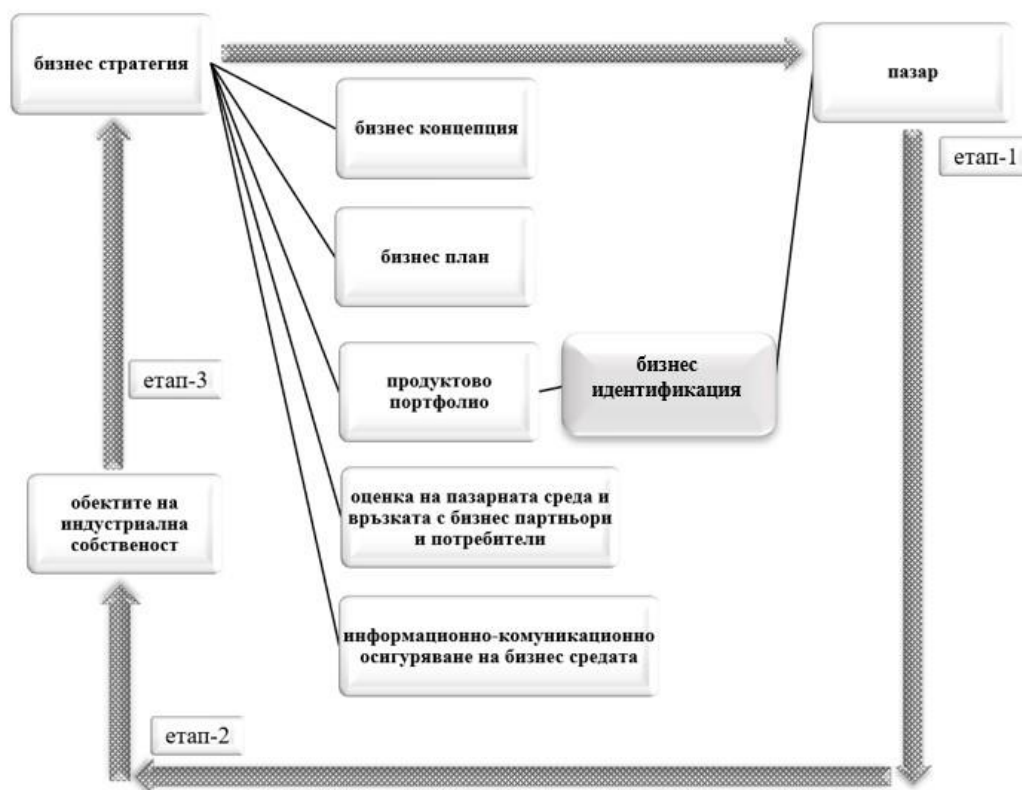 бизнес стратегия
пазар
етап-1
бизнес концепция
бизнес план
продуктово
портфолио
бизнес
идентификация
етап-3
обектите на
индустриална
собственост
оценка на пазарната среда и
връзката с бизнес партньори
и потребители
информационно-комуникационно
осигуряване на бизнес средата
етап-2